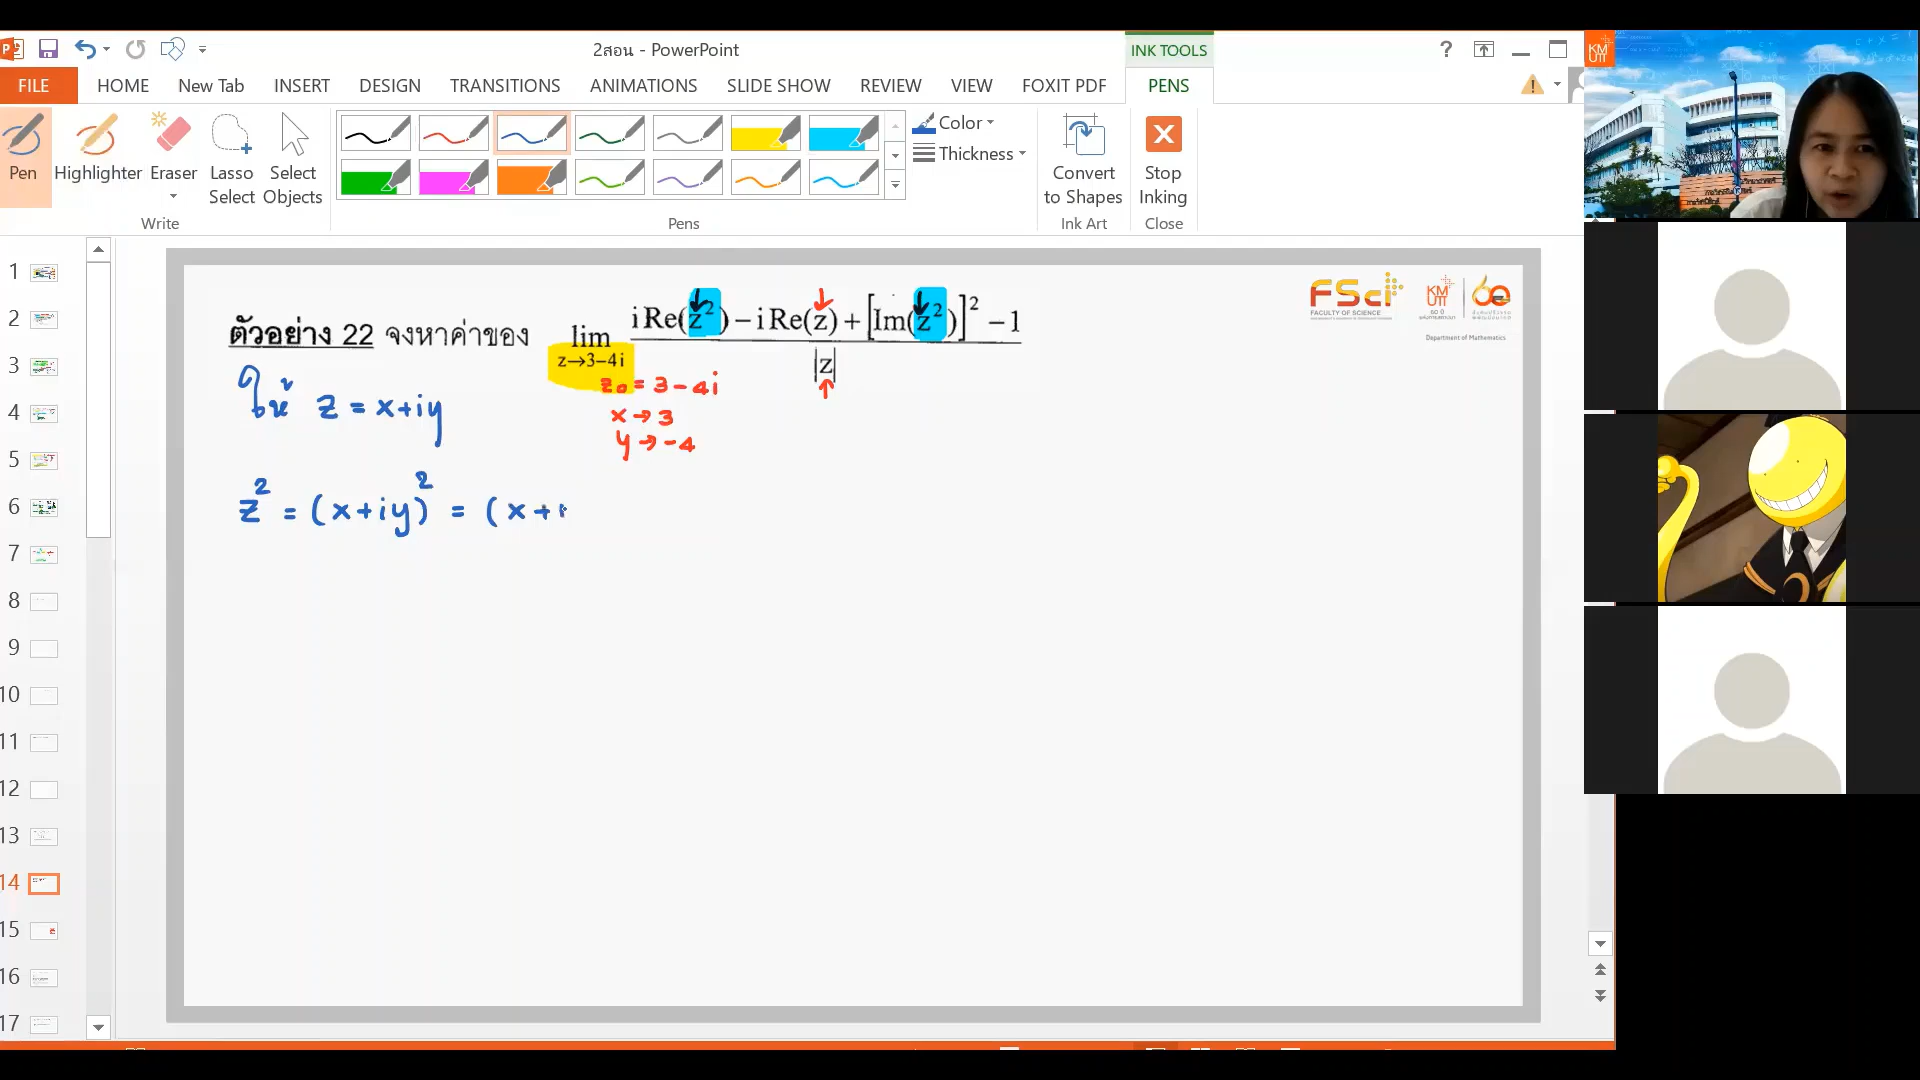 2สอน - PowerPoint
INK TOOLS
FILE HOME New Tab INSERT DESIGN TRANSITIONS ANIMATIONS SLIDE SHOW REVIEW VIEW FOXIT PDF PENS
Pen
Highlighter
Eraser
Lasso Select
Select Objects
Color
Thickness
Convert to Shapes
Stop Inking
Write
Pens
Ink Art
Close
1
2
3
4
5
6
7
8
9
10
11
12
13
14
15
16
17
ตัวอย่าง 22 จงหาค่าของ lim z→3−4i (i Re(z²) − i Re(z) + [Im(z²)]² − 1) / |z|
z₀ = 3 − 4i
x → 3
y → −4
ให้ z = x+iy
z² = (x+iy)² = (x+i
FSci
FACULTY OF SCIENCE
KMUTT
60
Department of Mathematics
KMUTT